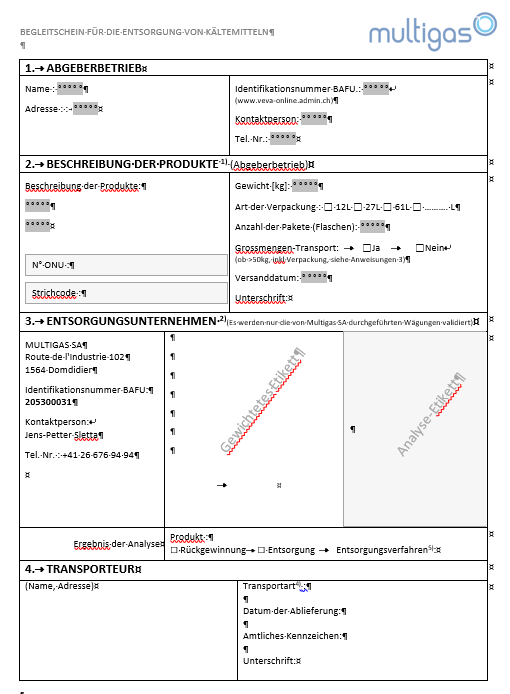 BEGLEITSCHEIN·FÜR·DIE·ENTSORGUNG·VON·KÄLTEMITTELN¶
¶
multigas
1.→ ABGEBERBETRIEB¤
Name·:·°°°°°¶
Adresse·:·-·°°°°°¤
Identifikationsnummer·BAFU.:·°°°°°↵
(www.veva-online.admin.ch)¶
Kontaktperson:·°°°°°¶
Tel.·Nr.:·°°°°°¤
2.→ BESCHREIBUNG·DER·PRODUKTE·1)·(Abgeberbetrieb)¤
Beschreibung·der·Produkte:¶
°°°°°¶
°°°°°¤
N°·ONU·:¶
Strichcode·:¶
Gewicht·[kg]:·°°°°°¶
Art·der·Verpackung·:·☐·12L·☐·27L·☐·61L·☐·..........·L¶
Anzahl·der·Pakete·(Flaschen):·°°°°°¶
Grossmengen-Transport: → ☐Ja → ☐Nein↵
(ob·>50kg,·inkl·Verpackung,·siehe·Anweisungen·3)¶
Versanddatum:·°°°°°¶
Unterschrift:¤
3.→ ENTSORGUNGSUNTERNEHMEN·2)(Es·werden·nur·die·von·Multigas·SA·durchgeführten·Wägungen·validiert)¤
MULTIGAS·SA¶
Route·de·l'Industrie·102¶
1564·Domdidier¶
Identifikationsnummer·BAFU:¶
205300031¶
Kontaktperson:↵
Jens-Petter·Sletta¶
Tel.·Nr.·:·+41·26·676·94·94¶
¤
¶
¶
¶
¶
¶
¶
Gewichtetes·Etikett¶
→ ¤
Analyse-Etikett¶
¶
Ergebnis·der·Analyse¤
Produkt·:¶
☐·Rückgewinnung→ ☐·Entsorgung → Entsorgungsverfahren5):¤
4.→ TRANSPORTEUR¤
(Name,·Adresse)¤
Transportart4)·:¶
¶
Datum·der·Ablieferung:¶
¶
Amtliches·Kennzeichen:¶
¶
Unterschrift:¤